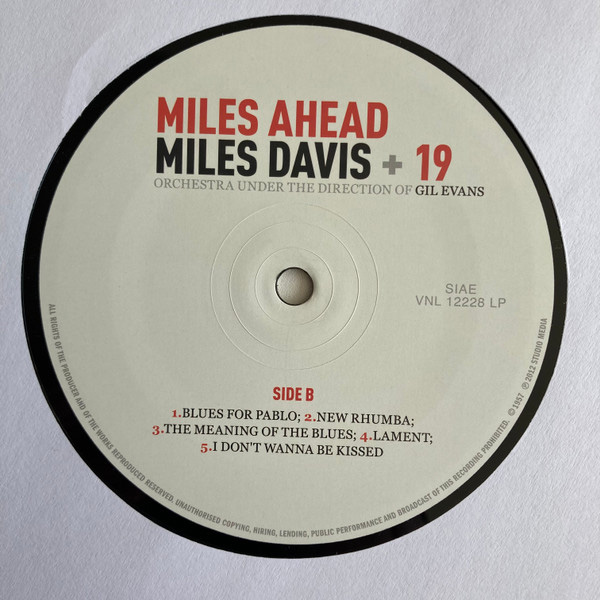 MILES AHEAD
MILES DAVIS + 19
ORCHESTRA UNDER THE DIRECTION OF GIL EVANS
SIAE
VNL 12228 LP
SIDE B
1.BLUES FOR PABLO; 2.NEW RHUMBA;
3.THE MEANING OF THE BLUES; 4.LAMENT;
5.I DON'T WANNA BE KISSED
ALL RIGHTS OF THE PRODUCER AND OF THE WORKS REPRODUCED RESERVED. UNAUTHORISED COPYING, HIRING, LENDING, PUBLIC PERFORMANCE AND BROADCAST OF THIS RECORDING PROHIBITED. ©1957 ℗2012 STUDIO MEDIA